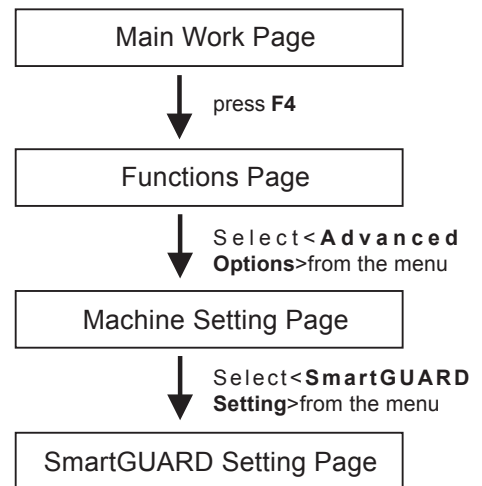 Main Work Page
press F4
Functions Page
Select<Advanced
Options>from the menu
Machine Setting Page
Select<SmartGUARD
Setting>from the menu
SmartGUARD Setting Page